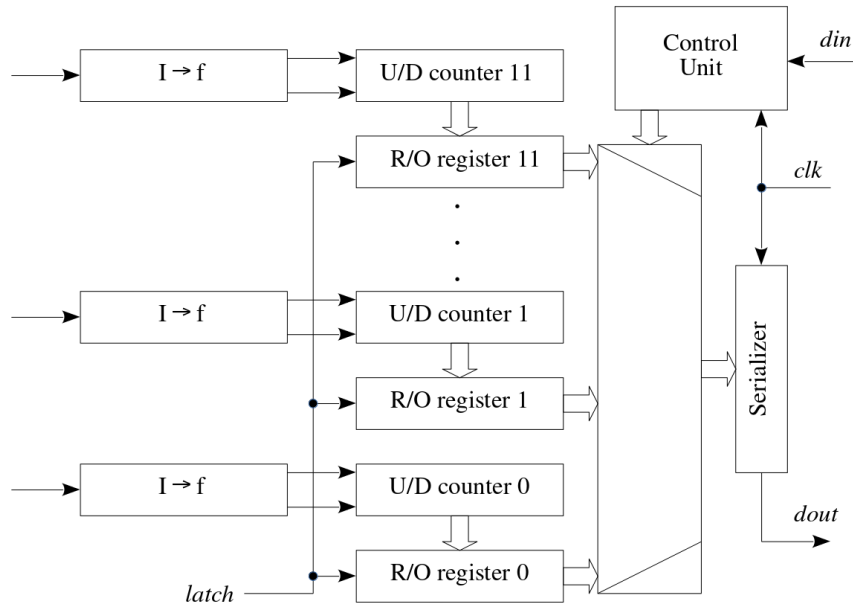 Control
Unit
din
I → f
U/D counter 11
R/O register 11
clk
I → f
U/D counter 1
R/O register 1
Serializer
I → f
U/D counter 0
dout
R/O register 0
latch